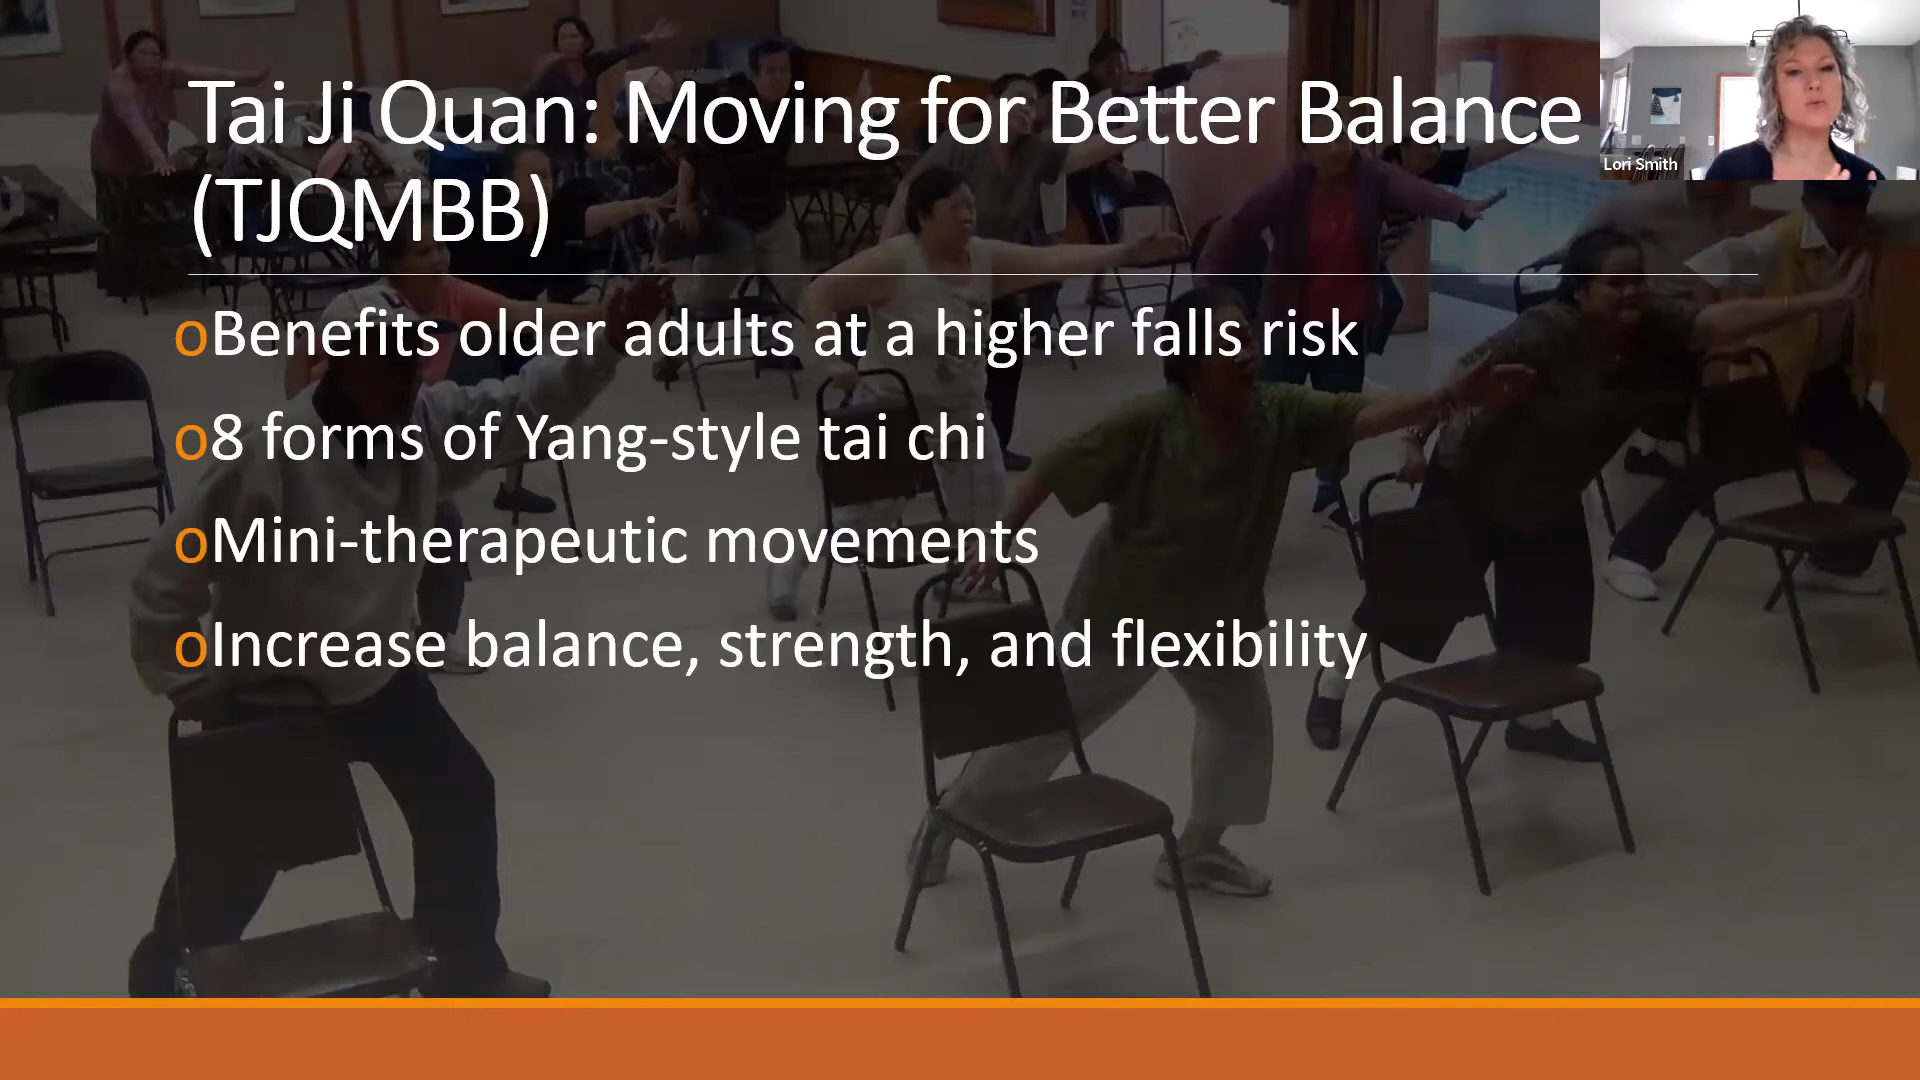 Tai Ji Quan: Moving for Better Balance
(TJQMBB)
Lori Smith
oBenefits older adults at a higher falls risk
o8 forms of Yang-style tai chi
oMini-therapeutic movements
oIncrease balance, strength, and flexibility